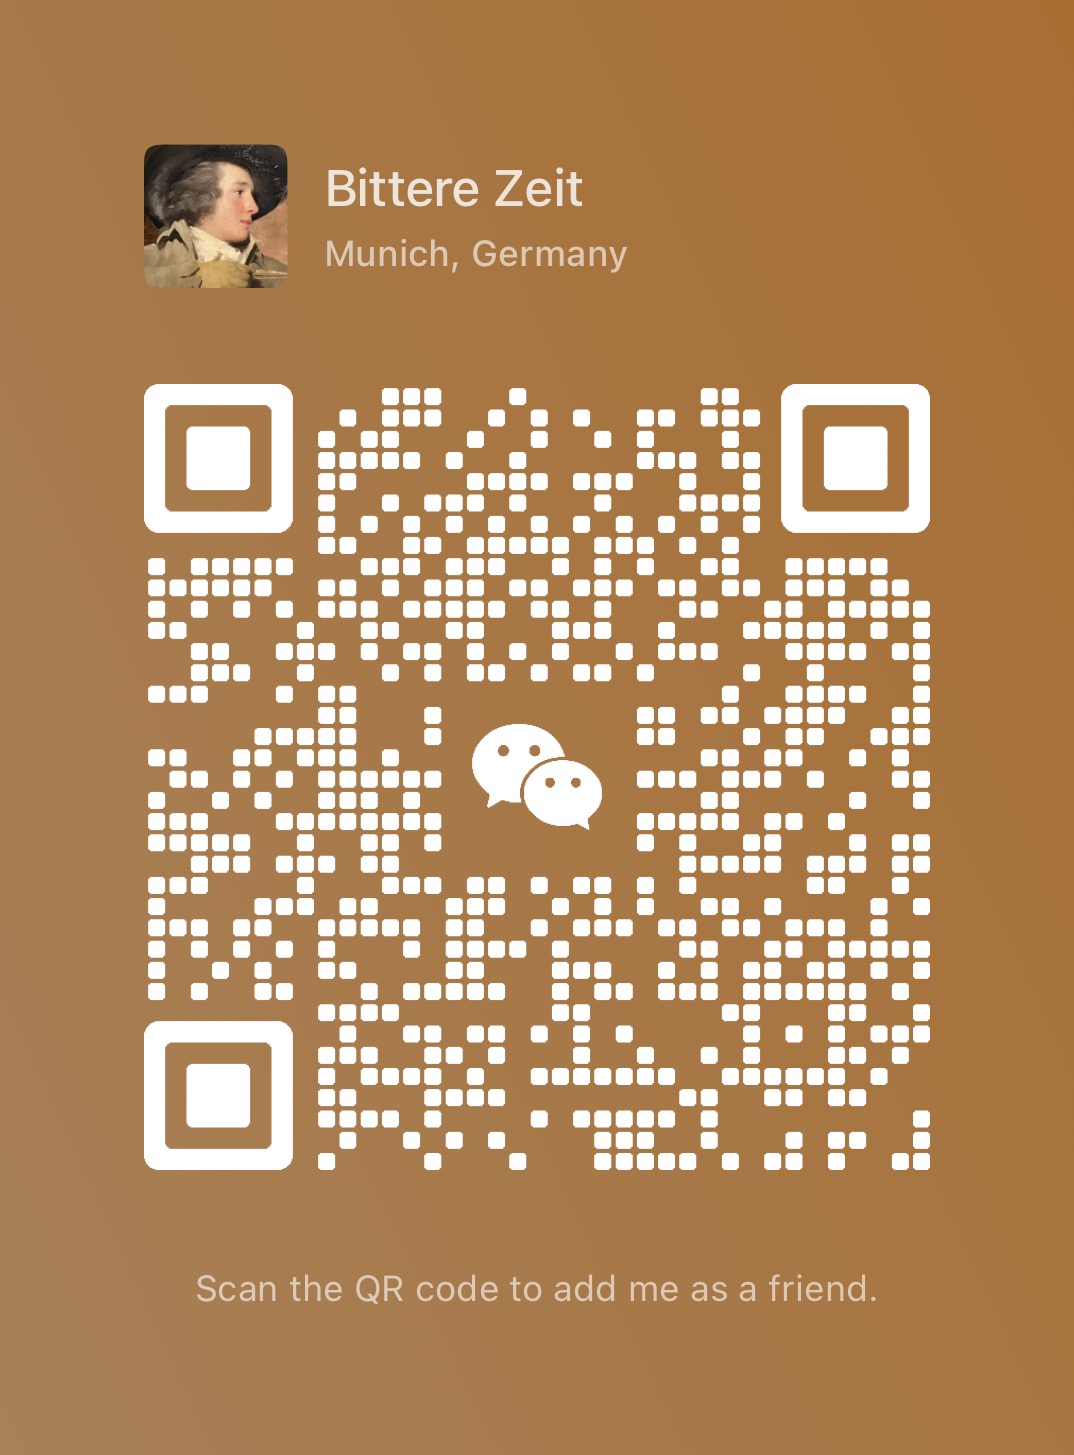 Bittere Zeit
Munich, Germany
Scan the QR code to add me as a friend.